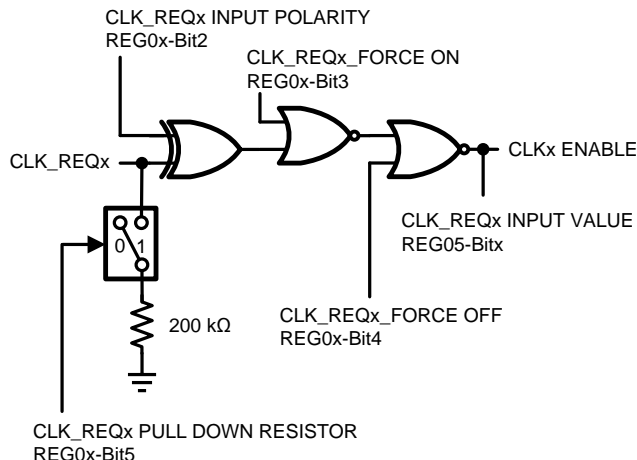 CLK_REQx INPUT POLARITY
REG0x-Bit2
CLK_REQx_FORCE ON
REG0x-Bit3
CLK_REQx
CLKx ENABLE
0 1
CLK_REQx INPUT VALUE
REG05-Bitx
200 kΩ
CLK_REQx_FORCE OFF
REG0x-Bit4
CLK_REQx PULL DOWN RESISTOR
REG0x-Bit5